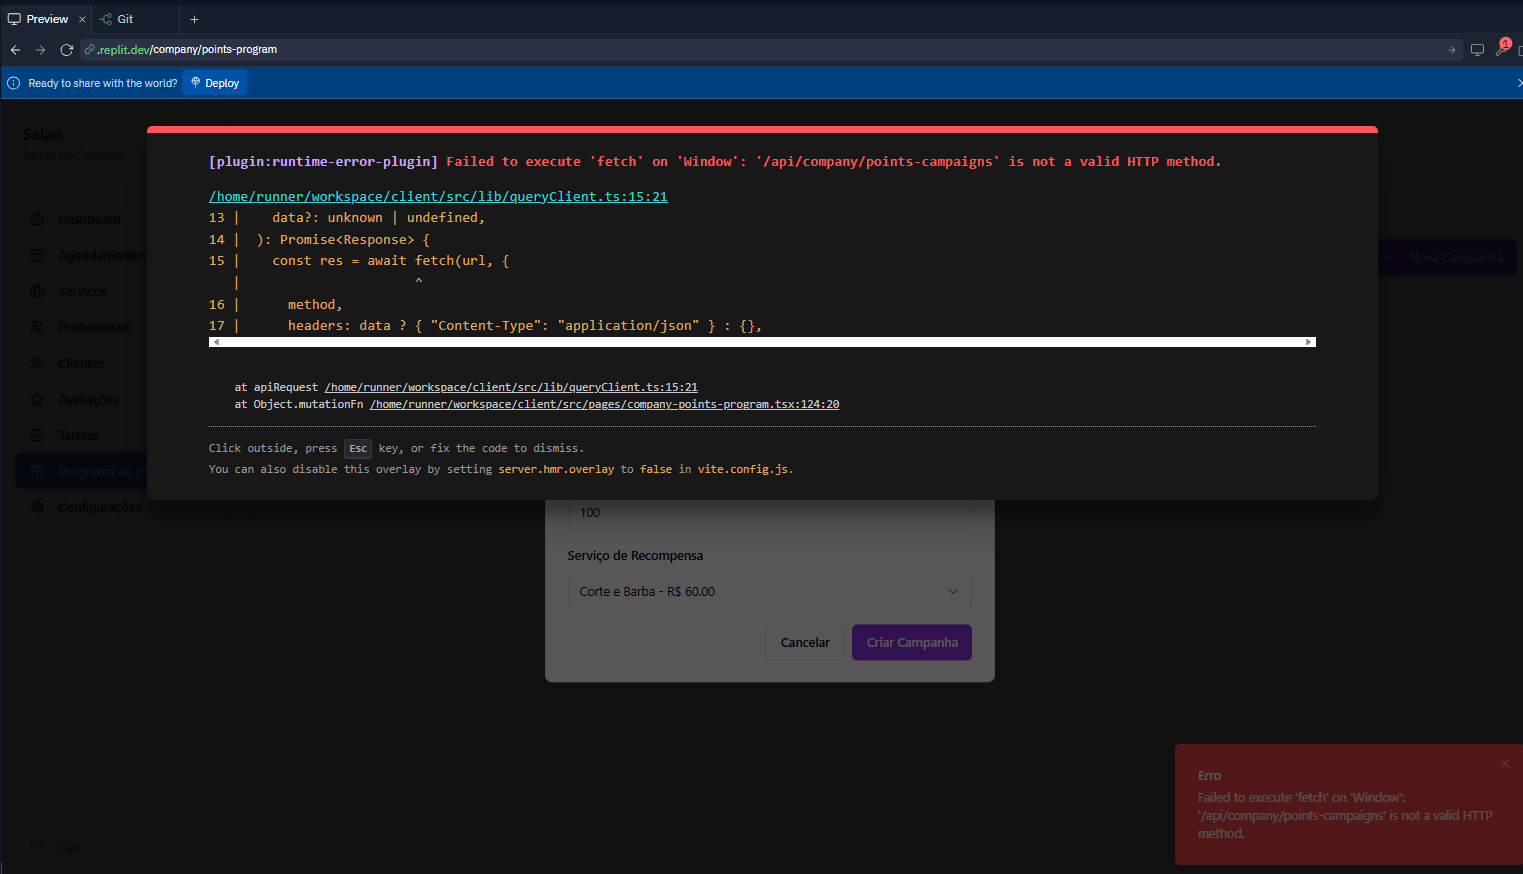 Preview
Git
.replit.dev/company/points-program
1
Ready to share with the world?
Deploy
Salao
Painel de Controle
[plugin:runtime-error-plugin] Failed to execute 'fetch' on 'Window': '/api/company/points-campaigns' is not a valid HTTP method.
/home/runner/workspace/client/src/lib/queryClient.ts:15:21
13 |    data?: unknown | undefined,
14 |  ): Promise<Response> {
15 |    const res = await fetch(url, {
   |                      ^
16 |      method,
17 |      headers: data ? { "Content-Type": "application/json" } : {},
at apiRequest /home/runner/workspace/client/src/lib/queryClient.ts:15:21
at Object.mutationFn /home/runner/workspace/client/src/pages/company-points-program.tsx:124:20
Click outside, press Esc key, or fix the code to dismiss.
You can also disable this overlay by setting server.hmr.overlay to false in vite.config.js.
Dashboard
Agendamentos
Serviços
Profissionais
Clientes
Avaliações
Tarefas
Programa de p
Configurações
Sair
+ Nova Campanha
100
Serviço de Recompensa
Corte e Barba - R$ 60.00
Cancelar
Criar Campanha
Erro
Failed to execute 'fetch' on 'Window':
'/api/company/points-campaigns' is not a valid HTTP
method.